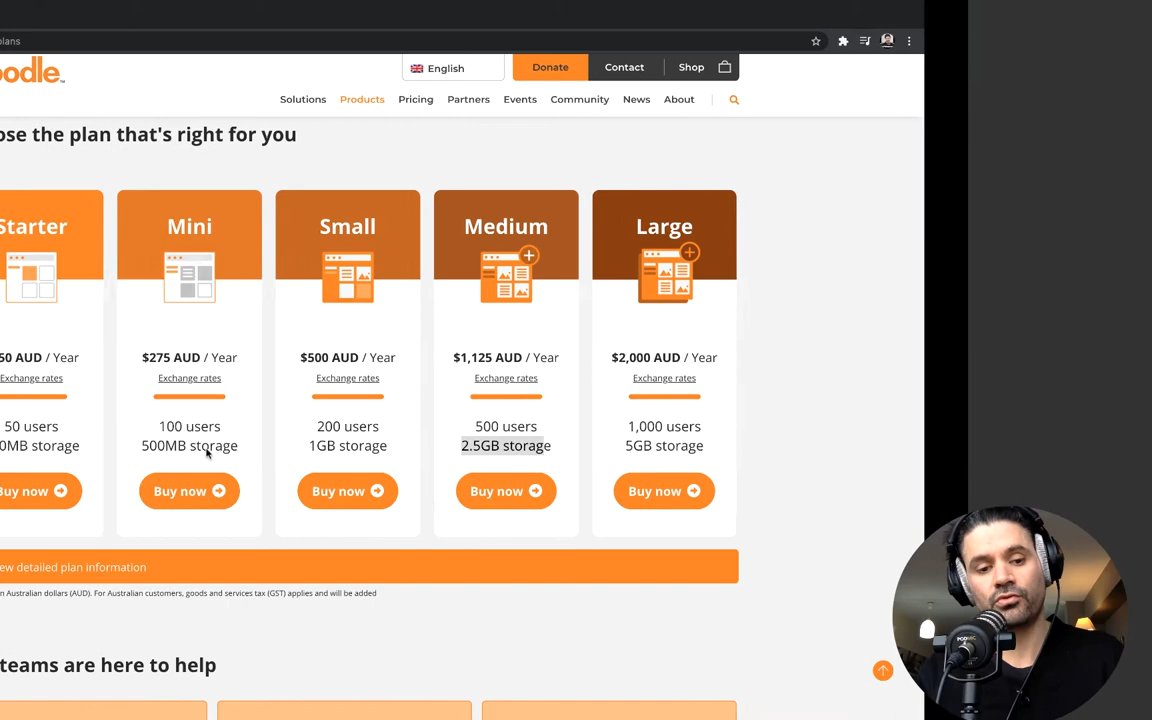 plans
oodle
English
Donate
Contact
Shop
Solutions
Products
Pricing
Partners
Events
Community
News
About
ose the plan that's right for you
Starter
50 AUD / Year
Exchange rates
50 users
0MB storage
Buy now
Mini
$275 AUD / Year
Exchange rates
100 users
500MB storage
Buy now
Small
$500 AUD / Year
Exchange rates
200 users
1GB storage
Buy now
Medium
$1,125 AUD / Year
Exchange rates
500 users
2.5GB storage
Buy now
Large
$2,000 AUD / Year
Exchange rates
1,000 users
5GB storage
Buy now
ew detailed plan information
n Australian dollars (AUD). For Australian customers, goods and services tax (GST) applies and will be added
teams are here to help